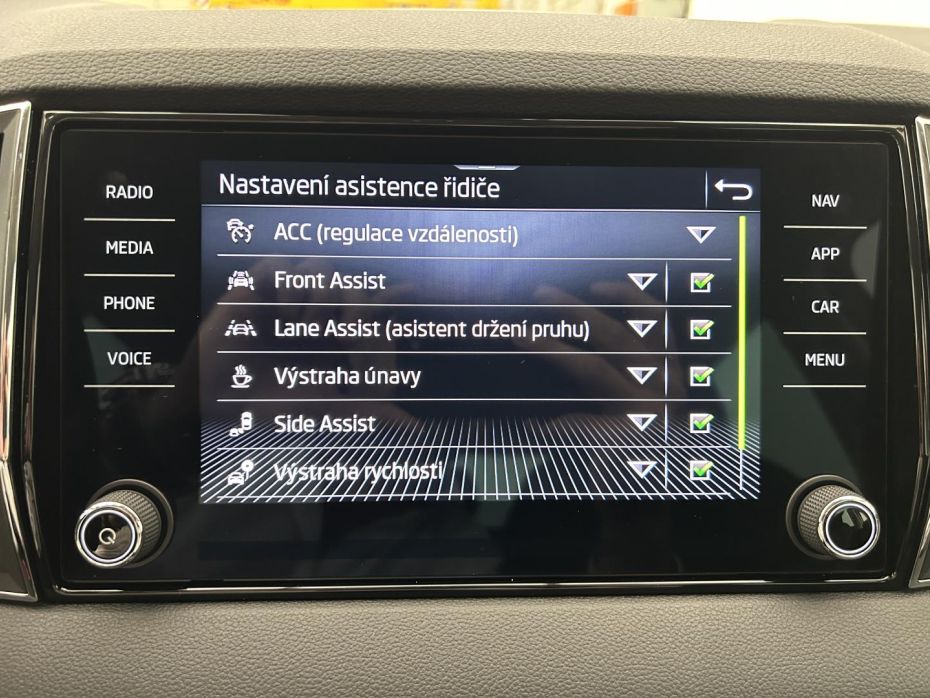 Nastavení asistence řidiče
RADIO
MEDIA
PHONE
VOICE
ACC (regulace vzdálenosti)
Front Assist
Lane Assist (asistent držení pruhu)
Výstraha únavy
Side Assist
Výstraha rychlosti
NAV
APP
CAR
MENU